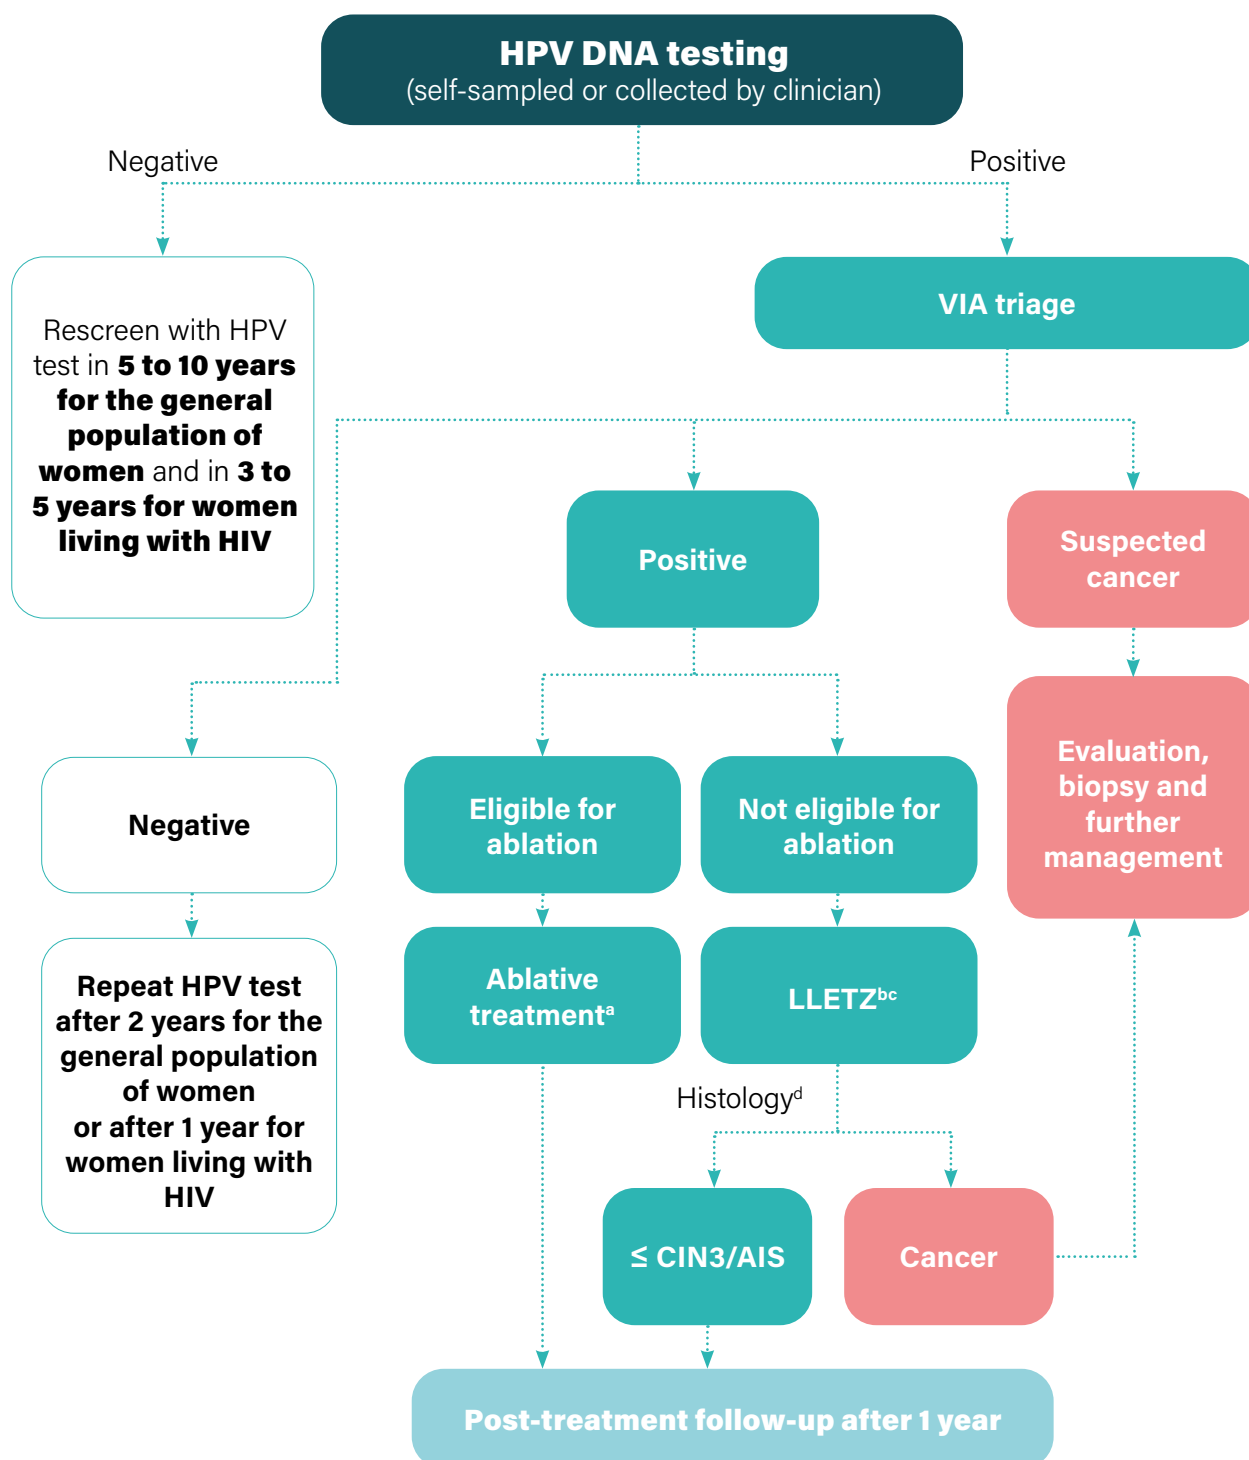 HPV DNA testing
(self-sampled or collected by clinician)
Negative
Positive
Rescreen with HPV
test in 5 to 10 years
for the general
population of
women and in 3 to
5 years for women
living with HIV
VIA triage
Positive
Suspected
cancer
Negative
Eligible for
ablation
Not eligible for
ablation
Evaluation,
biopsy and
further
management
Repeat HPV test
after 2 years for the
general population
of women
or after 1 year for
women living with
HIV
Ablative
treatmentᵃ
LLETZᵇᶜ
Histologyᵈ
≤ CIN3/AIS
Cancer
Post-treatment follow-up after 1 year